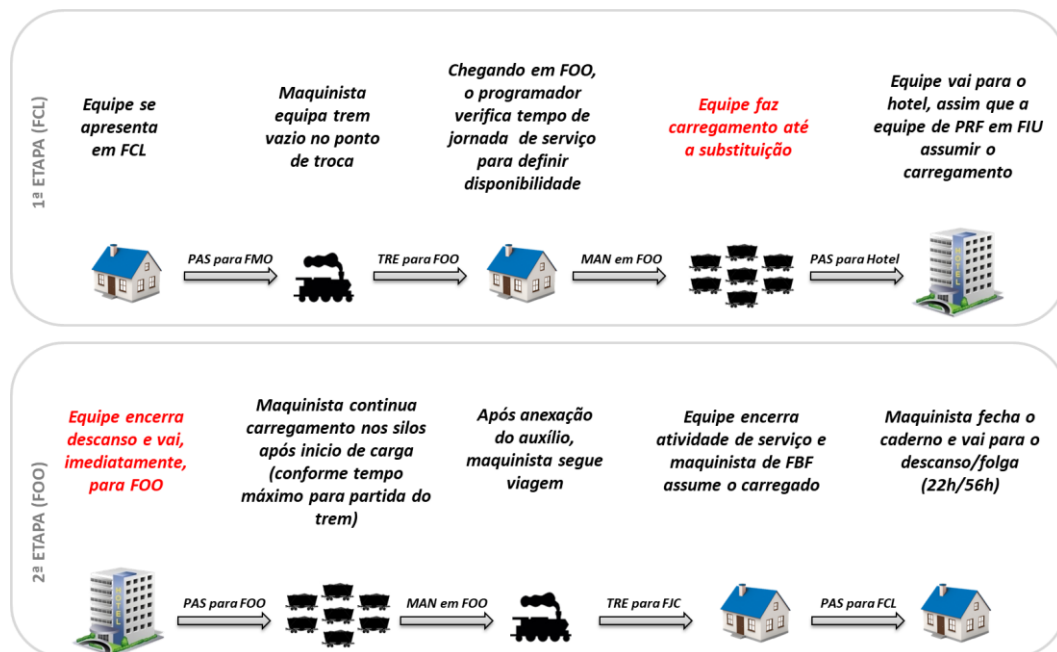 1ª ETAPA (FCL)
Equipe se
apresenta
em FCL
Maquinista
equipa trem
vazio no ponto
de troca
Chegando em FOO,
o programador
verifica tempo de
jornada de serviço
para definir
disponibilidade
Equipe faz
carregamento até
a substituição
Equipe vai para o
hotel, assim que a
equipe de PRF em FIU
assumir o
carregamento
PAS para FMO
TRE para FOO
MAN em FOO
PAS para Hotel
HOTEL
2ª ETAPA (FOO)
Equipe encerra
descanso e vai,
imediatamente,
para FOO
Maquinista continua
carregamento nos silos
após inicio de carga
(conforme tempo
máximo para partida do
trem)
Após anexação
do auxílio,
maquinista segue
viagem
Equipe encerra
atividade de serviço e
maquinista de FBF
assume o carregado
Maquinista fecha o
caderno e vai para o
descanso/folga
(22h/56h)
HOTEL
PAS para FOO
MAN em FOO
TRE para FJC
PAS para FCL